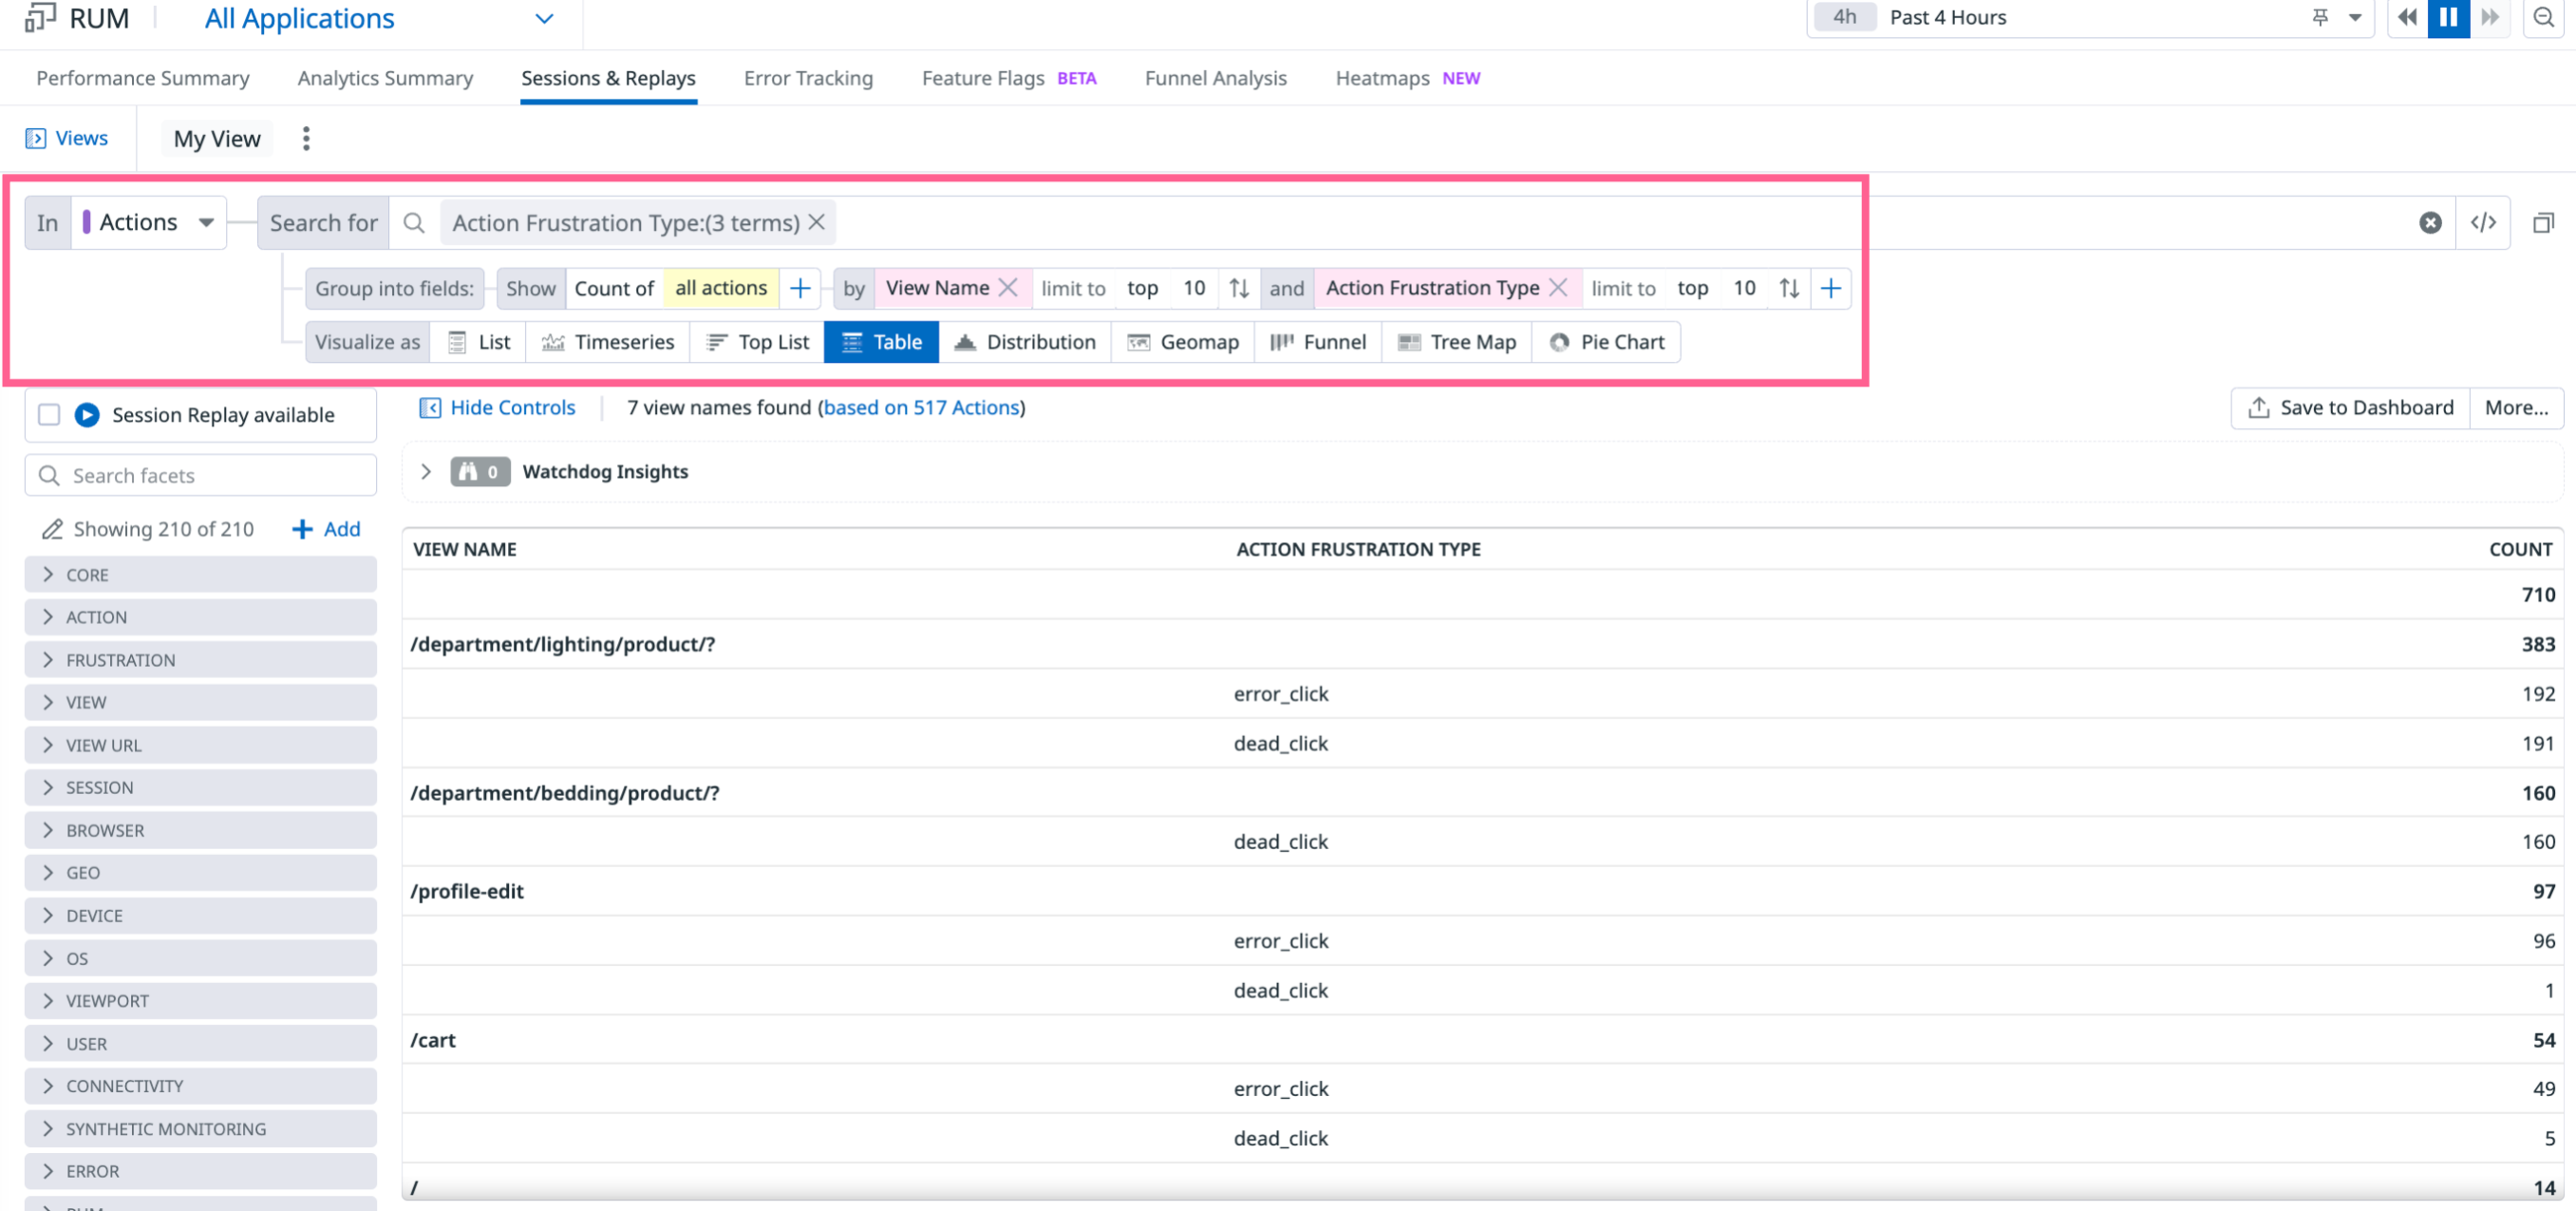 RUM All Applications 4h Past 4 Hours
Performance Summary Analytics Summary Sessions & Replays Error Tracking Feature Flags BETA Funnel Analysis Heatmaps NEW
Views My View
In Actions Search for Action Frustration Type:(3 terms) </>
Group into fields: Show Count of all actions + by View Name limit to top 10 and Action Frustration Type limit to top 10 +
Visualize as List Timeseries Top List Table Distribution Geomap Funnel Tree Map Pie Chart
Session Replay available
Hide Controls 7 view names found (based on 517 Actions) Save to Dashboard More...
Search facets
0 Watchdog Insights
Showing 210 of 210 + Add
CORE
ACTION
FRUSTRATION
VIEW
VIEW URL
SESSION
BROWSER
GEO
DEVICE
OS
VIEWPORT
USER
CONNECTIVITY
SYNTHETIC MONITORING
ERROR
VIEW NAME ACTION FRUSTRATION TYPE COUNT
710
/department/lighting/product/? 383
error_click 192
dead_click 191
/department/bedding/product/? 160
dead_click 160
/profile-edit 97
error_click 96
dead_click 1
/cart 54
error_click 49
dead_click 5
/ 14